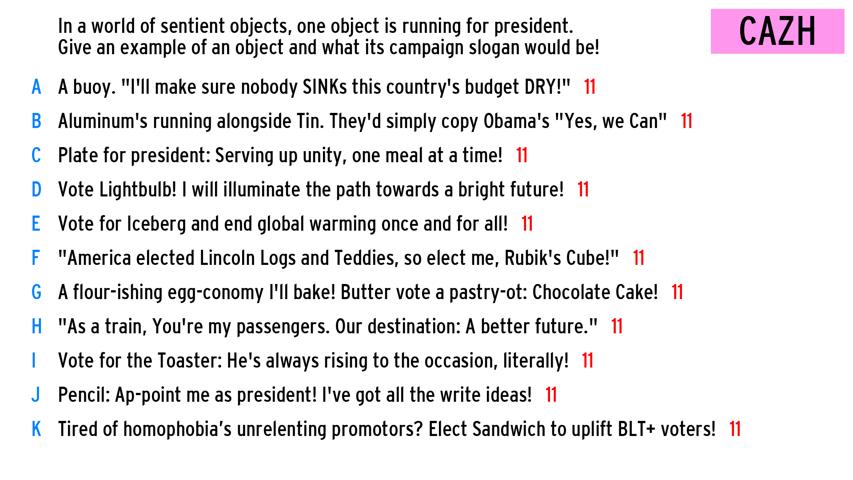 In a world of sentient objects, one object is running for president.
Give an example of an object and what its campaign slogan would be!
CAZH
A A buoy. "I'll make sure nobody SINKs this country's budget DRY!" 11
B Aluminum's running alongside Tin. They'd simply copy Obama's "Yes, we Can" 11
C Plate for president: Serving up unity, one meal at a time! 11
D Vote Lightbulb! I will illuminate the path towards a bright future! 11
E Vote for Iceberg and end global warming once and for all! 11
F "America elected Lincoln Logs and Teddies, so elect me, Rubik's Cube!" 11
G A flour-ishing egg-conomy I'll bake! Butter vote a pastry-ot: Chocolate Cake! 11
H "As a train, You're my passengers. Our destination: A better future." 11
I Vote for the Toaster: He's always rising to the occasion, literally! 11
J Pencil: Ap-point me as president! I've got all the write ideas! 11
K Tired of homophobia’s unrelenting promotors? Elect Sandwich to uplift BLT+ voters! 11